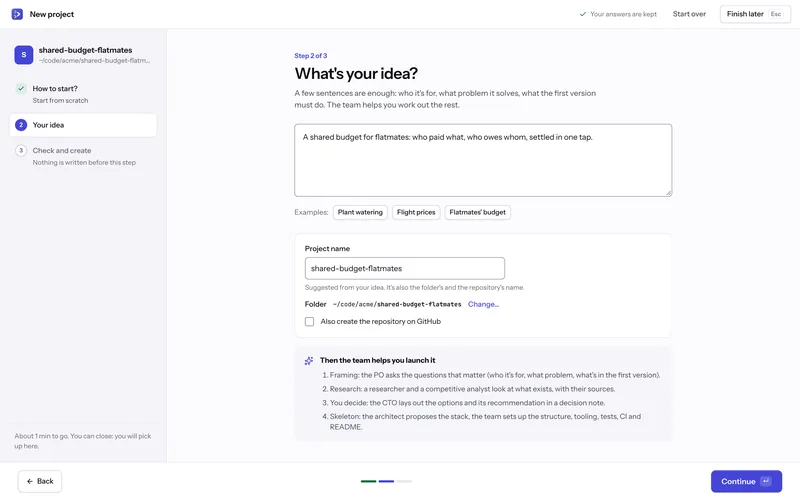 New project
Your answers are kept
Start over
Finish later
Esc
S
shared-budget-flatmates
~/code/acme/shared-budget-flatm...
How to start?
Start from scratch
2
Your idea
3
Check and create
Nothing is written before this step
Step 2 of 3
What's your idea?
A few sentences are enough: who it's for, what problem it solves, what the first version
must do. The team helps you work out the rest.
A shared budget for flatmates: who paid what, who owes whom, settled in one tap.
Examples:
Plant watering
Flight prices
Flatmates' budget
Project name
shared-budget-flatmates
Suggested from your idea. It's also the folder's and the repository's name.
Folder ~/code/acme/shared-budget-flatmates Change...
Also create the repository on GitHub
Then the team helps you launch it
1. Framing: the PO asks the questions that matter (who it's for, what problem, what's in the first version).
2. Research: a researcher and a competitive analyst look at what exists, with their sources.
3. You decide: the CTO lays out the options and its recommendation in a decision note.
4. Skeleton: the architect proposes the stack, the team sets up the structure, tooling, tests, CI and
README.
About 1 min to go. You can close: you will pick
up here.
← Back
Continue ↵